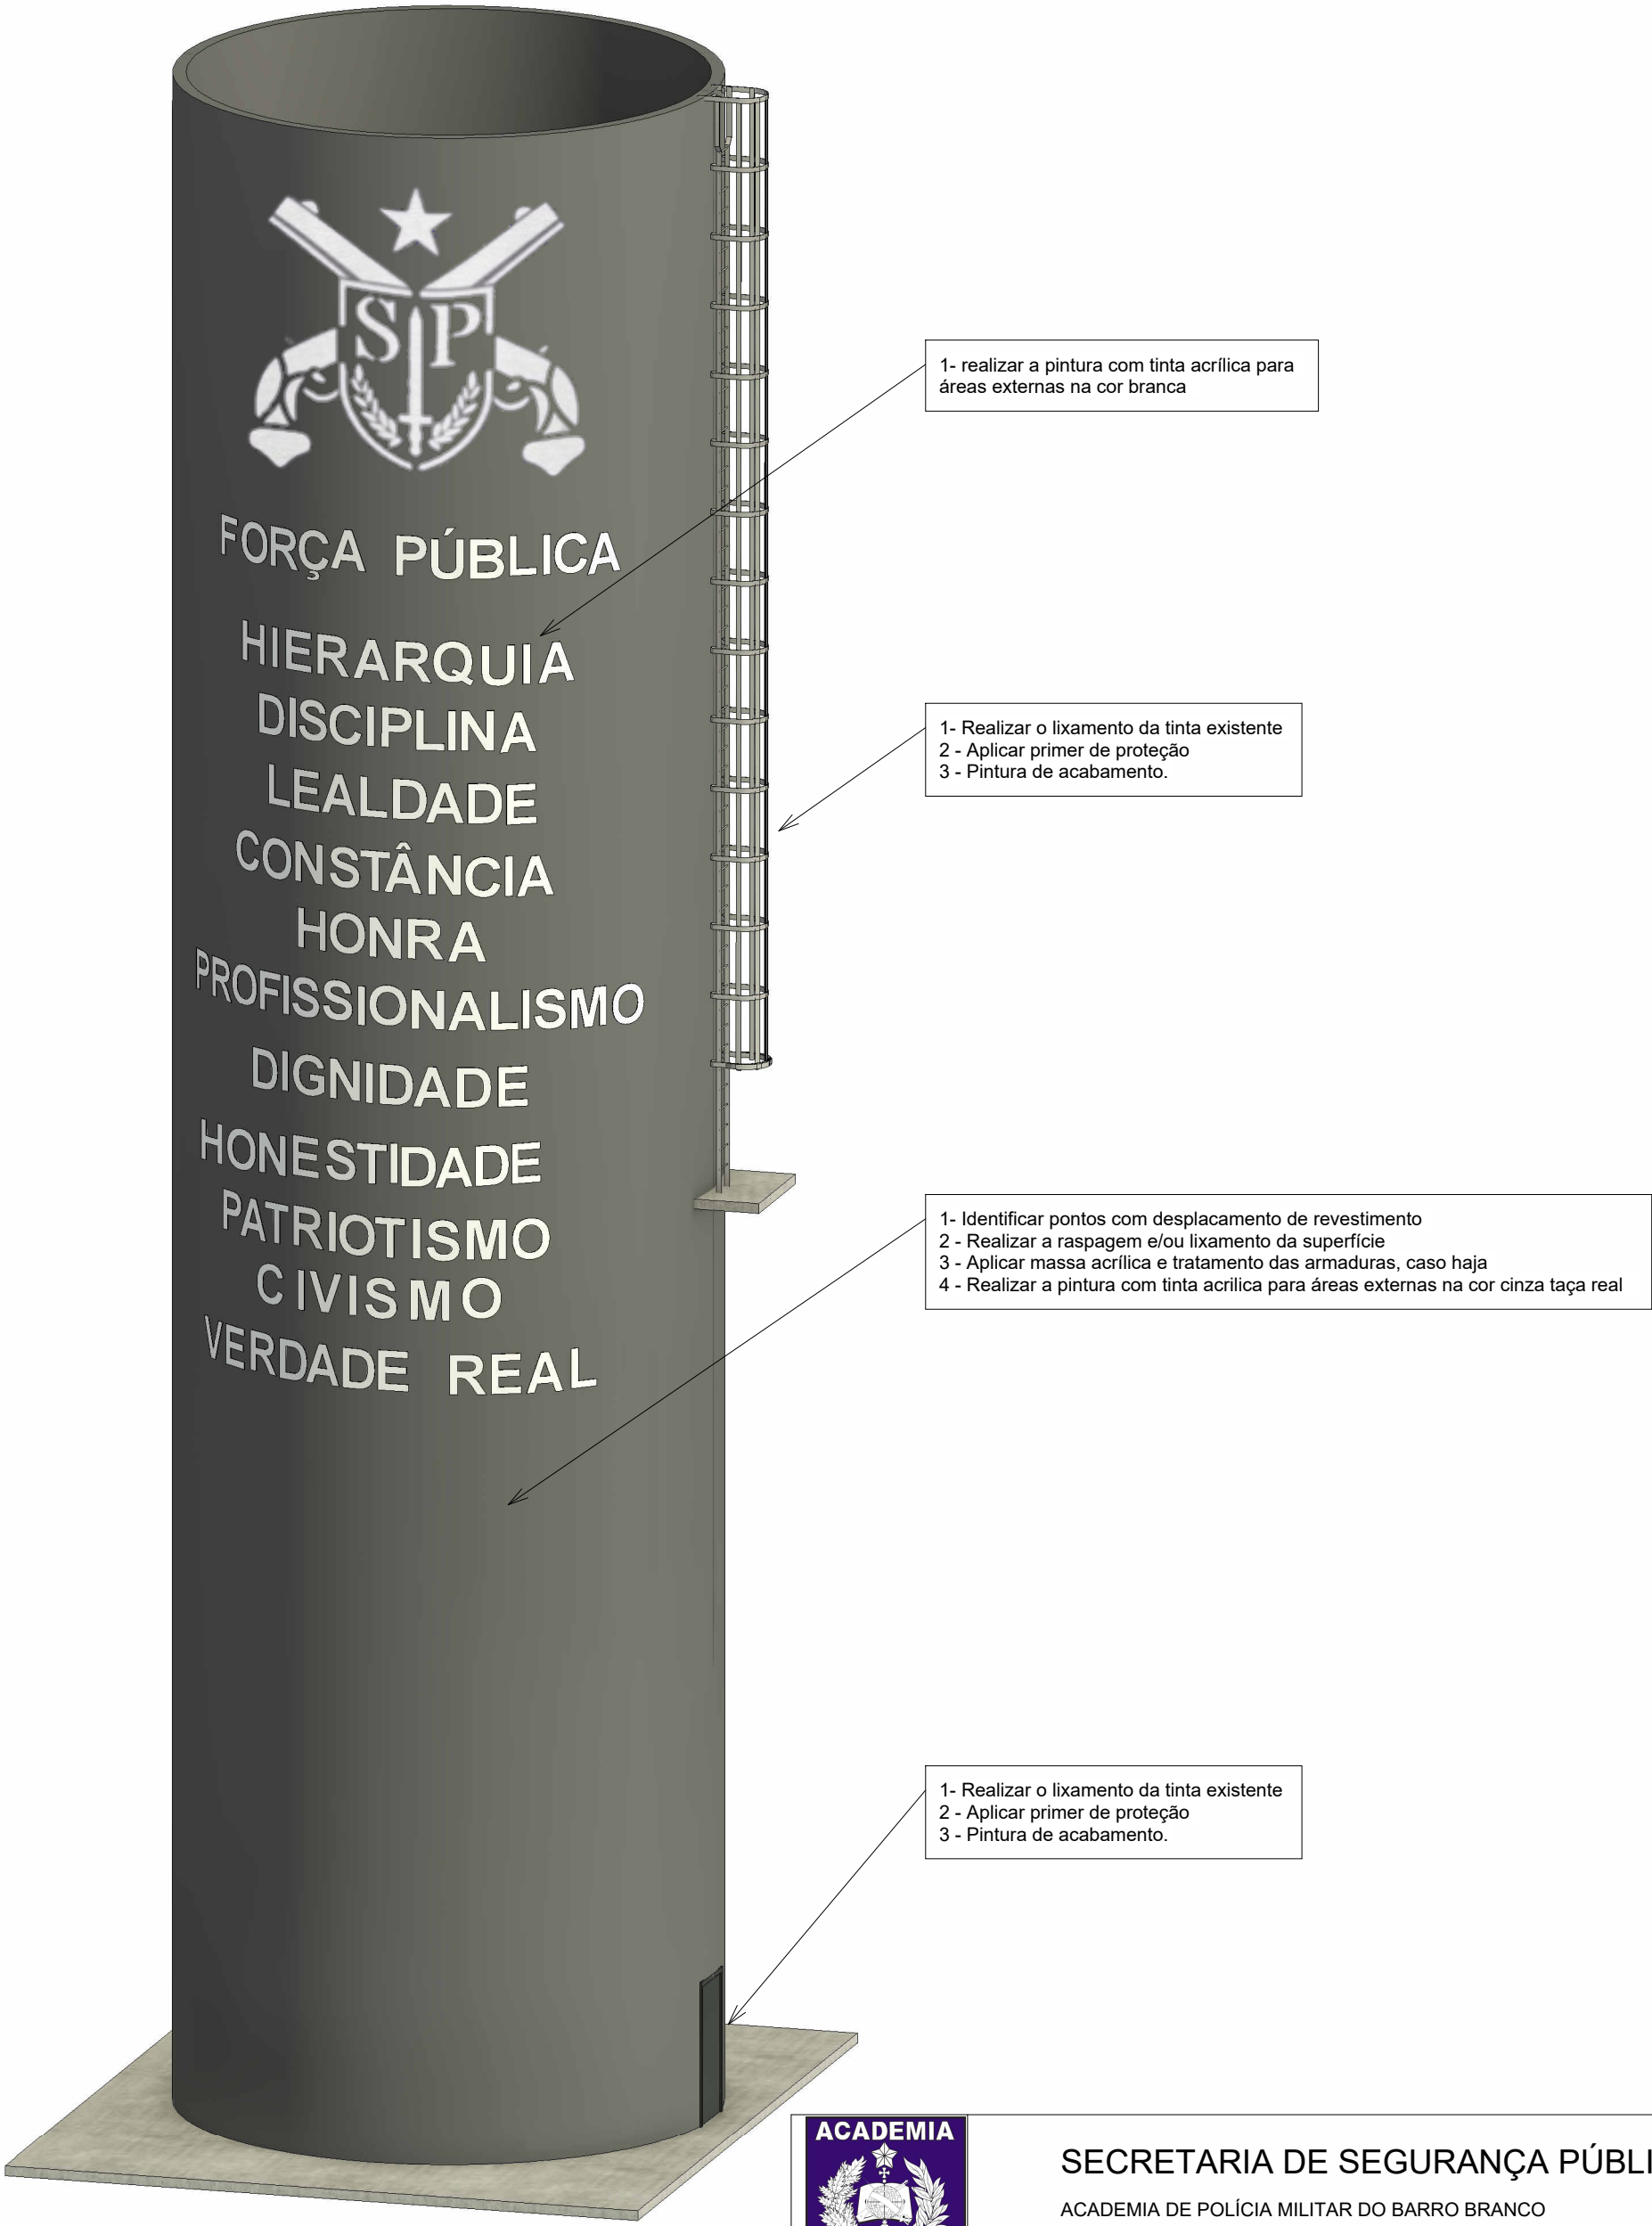 S P
FORÇA PÚBLICA
HIERARQUIA
DISCIPLINA
LEALDADE
CONSTÂNCIA
HONRA
PROFISSIONALISMO
DIGNIDADE
HONESTIDADE
PATRIOTISMO
CIVISMO
VERDADE REAL
1- realizar a pintura com tinta acrílica para
áreas externas na cor branca
1- Realizar o lixamento da tinta existente
2 - Aplicar primer de proteção
3 - Pintura de acabamento.
1- Identificar pontos com desplacamento de revestimento
2 - Realizar a raspagem e/ou lixamento da superfície
3 - Aplicar massa acrílica e tratamento das armaduras, caso haja
4 - Realizar a pintura com tinta acrilica para áreas externas na cor cinza taça real
1- Realizar o lixamento da tinta existente
2 - Aplicar primer de proteção
3 - Pintura de acabamento.
ACADEMIA
SECRETARIA DE SEGURANÇA PÚBLI
ACADEMIA DE POLÍCIA MILITAR DO BARRO BRANCO